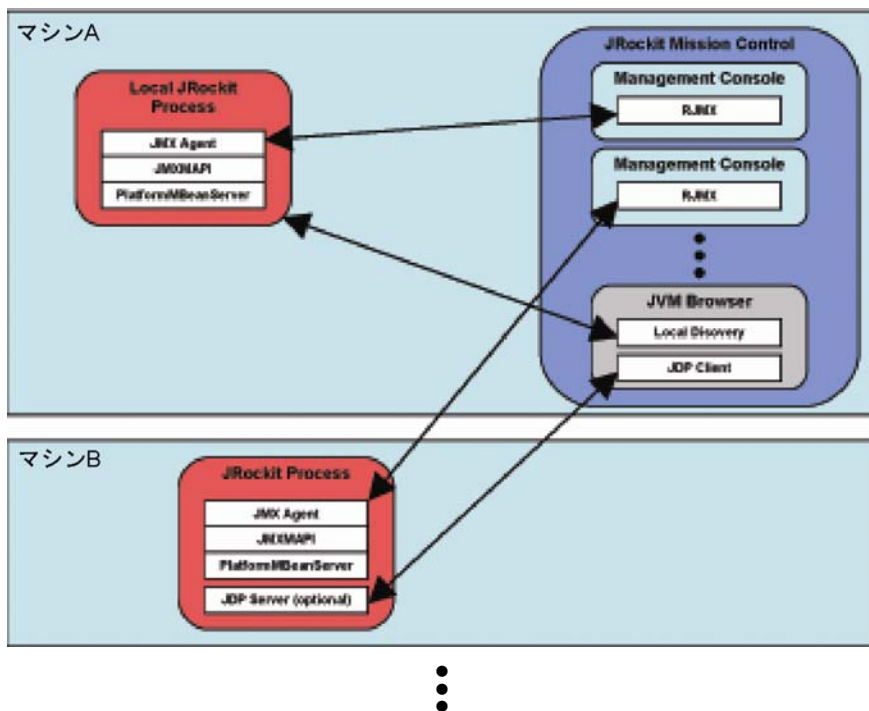 マシンA
JRockit Mission Control
Management Console
RJMX
Management Console
RJMX
JVM Browser
Local Disovery
JDP Client
Local JRockit
Process
JMX Agent
JMXMAPI
PlatformMBeanServer
マシンB
JRockit Process
JMX Agent
JMXMAPI
PlatformMBeanServer
JDP Server (optional)